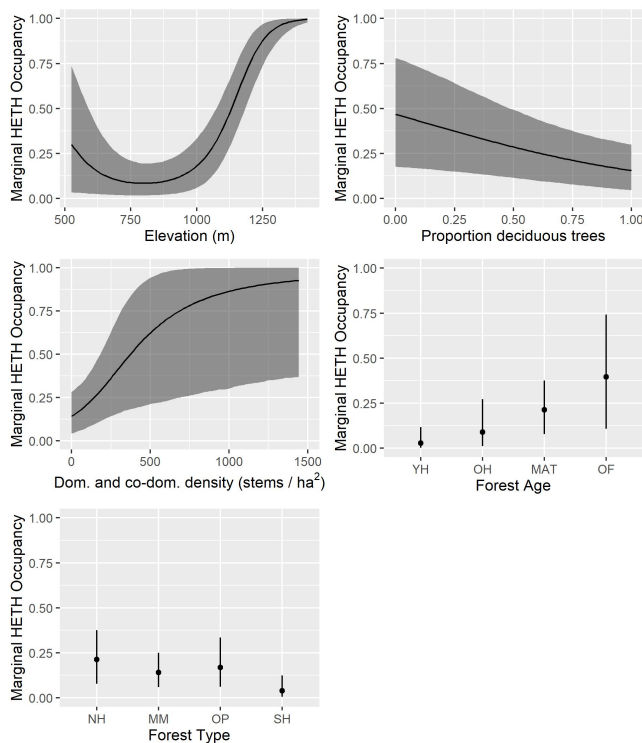 1.00
0.75
0.50
0.25
0.00
Marginal HETH Occupancy
500 750 1000 1250
Elevation (m)
1.00
0.75
0.50
0.25
0.00
Marginal HETH Occupancy
0.00 0.25 0.50 0.75 1.00
Proportion deciduous trees
1.00
0.75
0.50
0.25
0.00
Marginal HETH Occupancy
0 500 1000 1500
Dom. and co-dom. density (stems / ha²)
1.00
0.75
0.50
0.25
0.00
Marginal HETH Occupancy
YH OH MAT OF
Forest Age
1.00
0.75
0.50
0.25
0.00
Marginal HETH Occupancy
NH MM OP SH
Forest Type